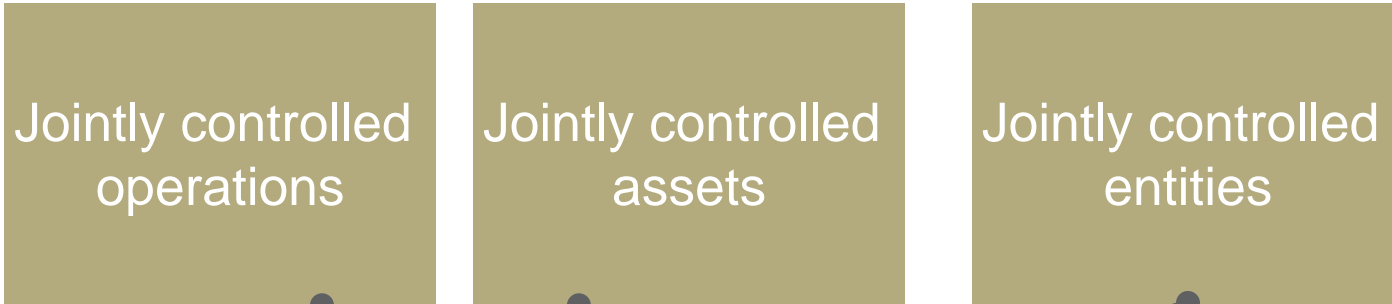 Jointly controlled
operations
Jointly controlled
assets
Jointly controlled
entities